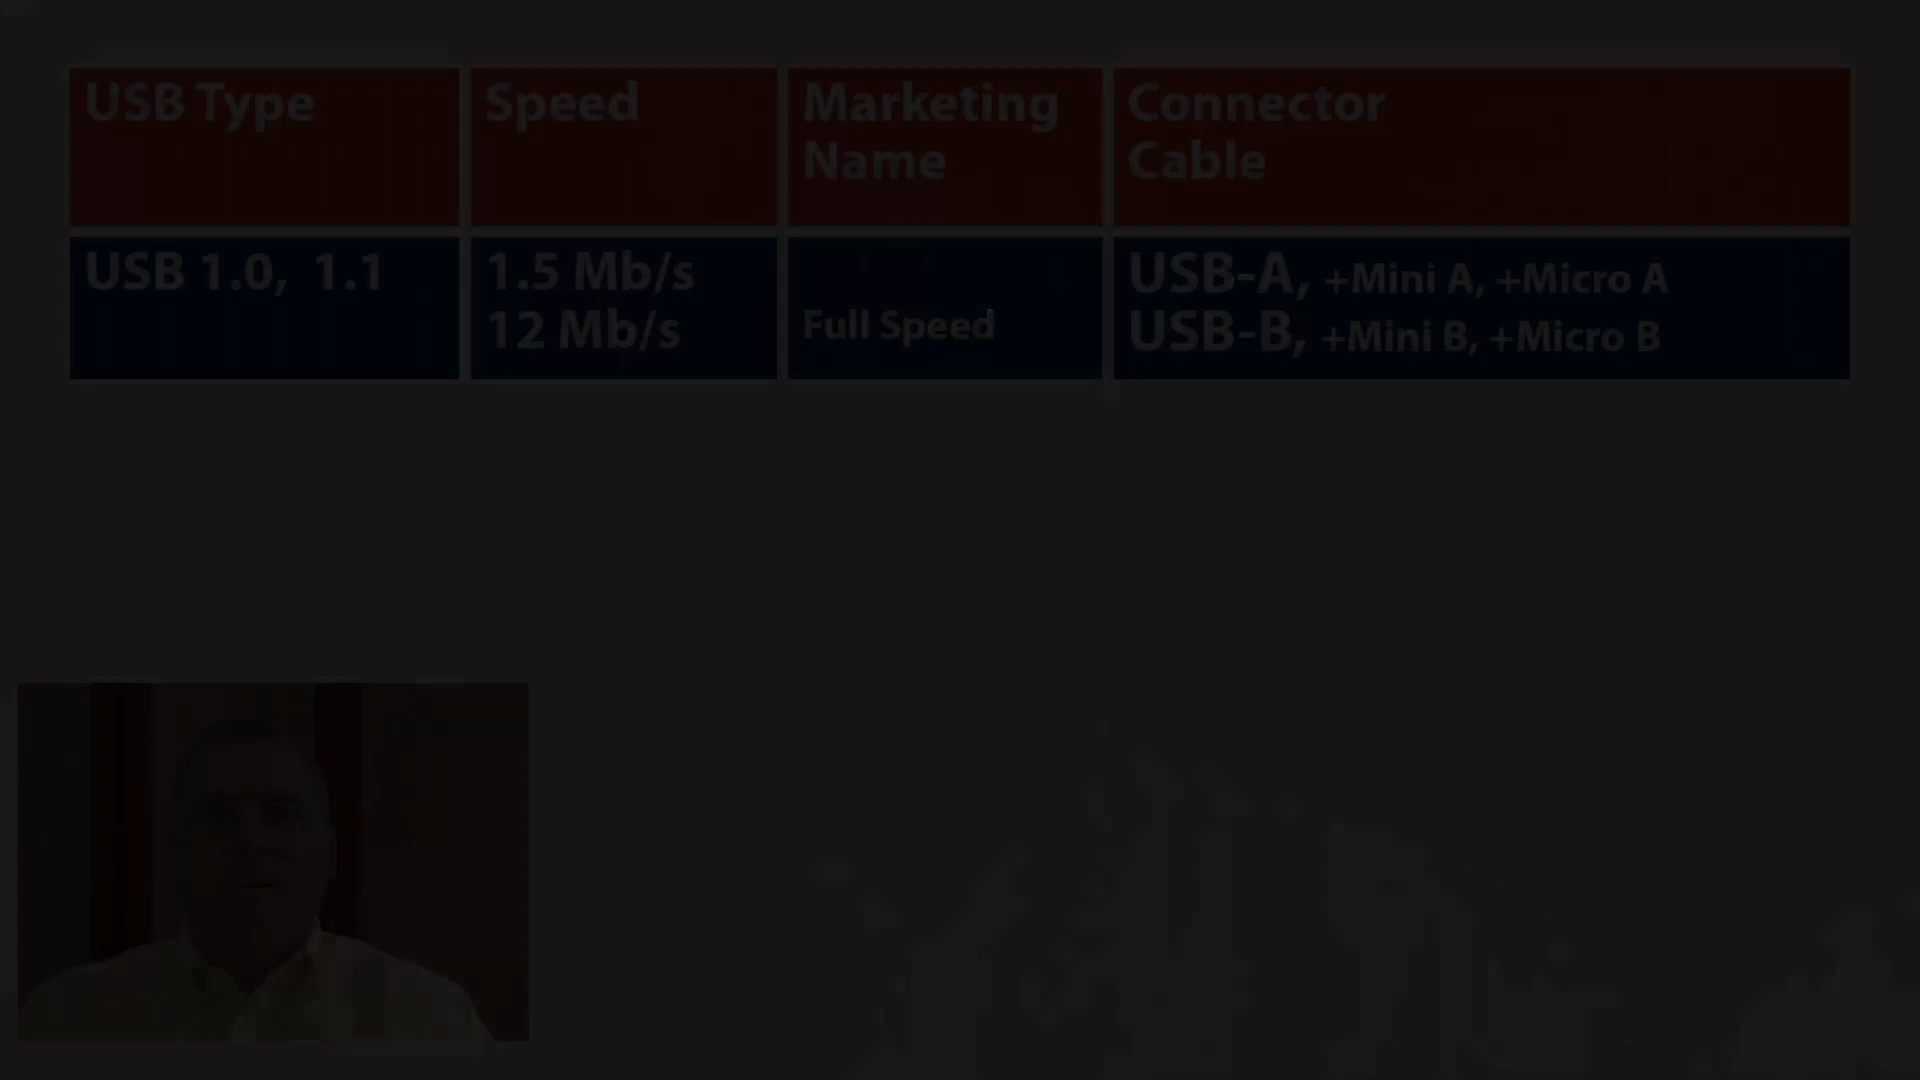 USB Type
Speed
Marketing
Name
Connector
Cable
USB 1.0, 1.1
1.5 Mb/s
12 Mb/s
Full Speed
USB-A, +Mini A, +Micro A
USB-B, +Mini B, +Micro B